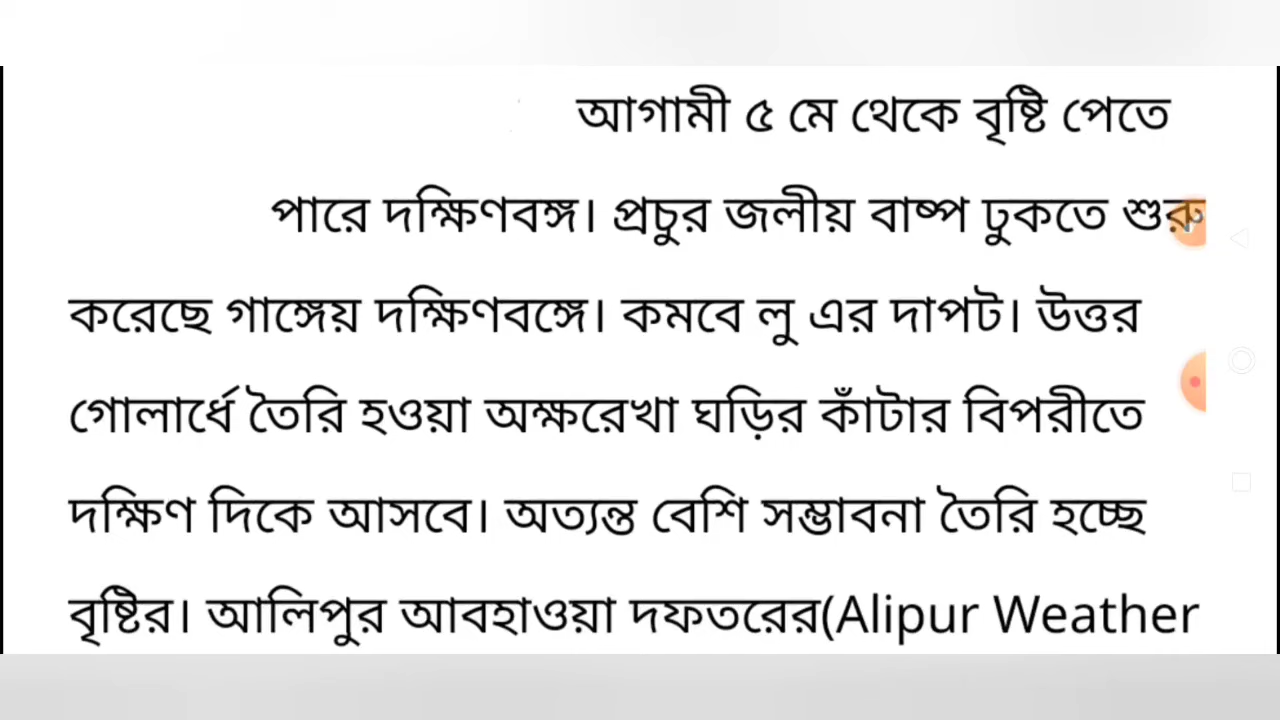 আগামী ৫ মে থেকে বৃষ্টি পেতে
পারে দক্ষিণবঙ্গ। প্রচুর জলীয় বাষ্প ঢুকতে শুরু
করেছে গাঙ্গেয় দক্ষিণবঙ্গে। কমবে লু এর দাপট। উত্তর
গোলার্ধে তৈরি হওয়া অক্ষরেখা ঘড়ির কাঁটার বিপরীতে
দক্ষিণ দিকে আসবে। অত্যন্ত বেশি সম্ভাবনা তৈরি হচ্ছে
বৃষ্টির। আলিপুর আবহাওয়া দফতরের(Alipur Weather